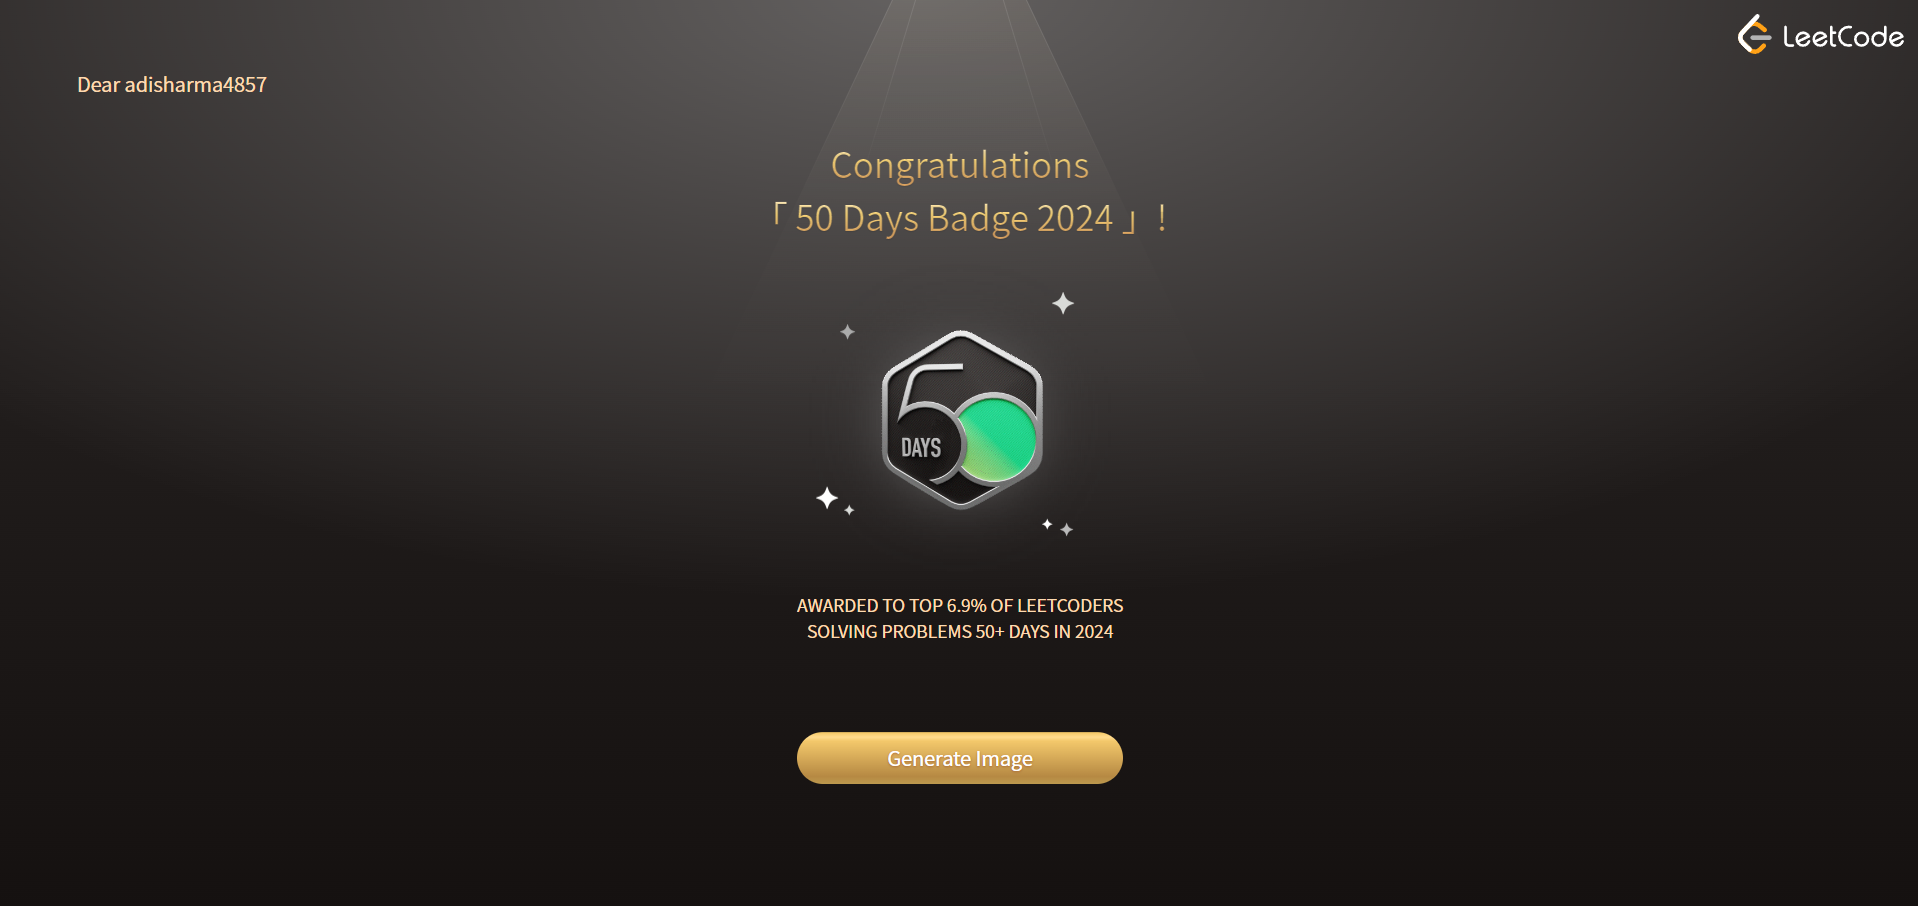 LeetCode
Dear adisharma4857
Congratulations
「 50 Days Badge 2024 」 !
50
DAYS
AWARDED TO TOP 6.9% OF LEETCODERS
SOLVING PROBLEMS 50+ DAYS IN 2024
Generate Image